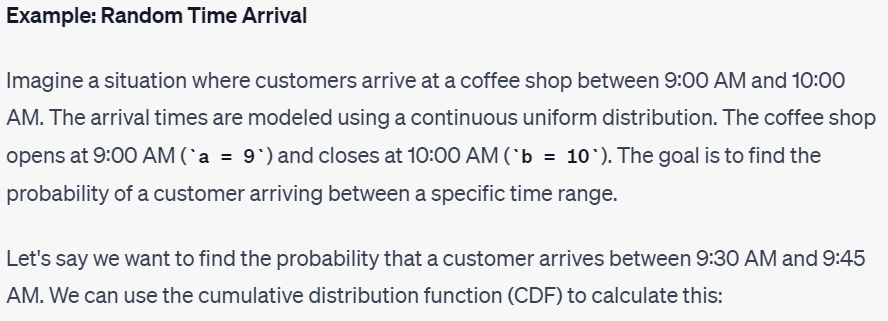 Example: Random Time Arrival
Imagine a situation where customers arrive at a coffee shop between 9:00 AM and 10:00
AM. The arrival times are modeled using a continuous uniform distribution. The coffee shop
opens at 9:00 AM (`a = 9`) and closes at 10:00 AM (`b = 10`). The goal is to find the
probability of a customer arriving between a specific time range.
Let's say we want to find the probability that a customer arrives between 9:30 AM and 9:45
AM. We can use the cumulative distribution function (CDF) to calculate this: